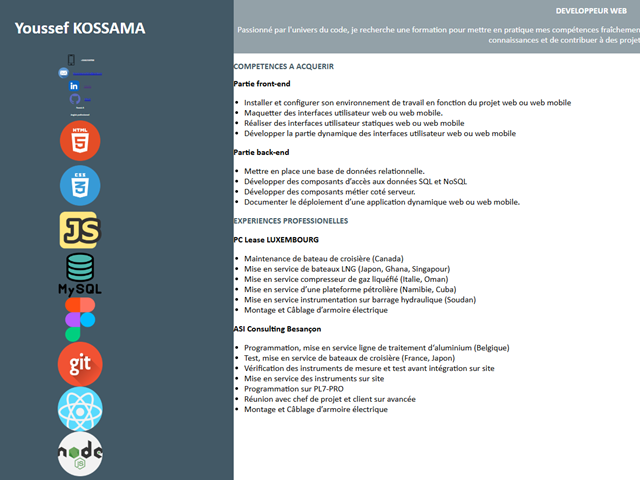 Youssef KOSSAMA
HTML
5
CSS
3
JS
MySQL
git
node
JS
DEVELOPPEUR WEB
Passionné par l'univers du code, je recherche une formation pour mettre en pratique mes compétences fraîchemen
connaissances et de contribuer à des projet
COMPETENCES A ACQUERIR
Partie front-end
• Installer et configurer son environnement de travail en fonction du projet web ou web mobile
• Maquetter des interfaces utilisateur web ou web mobile.
• Réaliser des interfaces utilisateur statiques web ou web mobile
• Développer la partie dynamique des interfaces utilisateur web ou web mobile
Partie back-end
• Mettre en place une base de données relationnelle.
• Développer des composants d'accès aux données SQL et NoSQL
• Développer des composants métier coté serveur.
• Documenter le déploiement d'une application dynamique web ou web mobile.
EXPERIENCES PROFESSIONELLES
PC Lease LUXEMBOURG
• Maintenance de bateau de croisière (Canada)
• Mise en service de bateaux LNG (Japon, Ghana, Singapour)
• Mise en service compresseur de gaz liquéfié (Italie, Oman)
• Mise en service d'une plateforme pétrolière (Namibie, Cuba)
• Mise en service instrumentation sur barrage hydraulique (Soudan)
• Montage et Câblage d'armoire électrique
ASI Consulting Besançon
• Programmation, mise en service ligne de traitement d'aluminium (Belgique)
• Test, mise en service de bateaux de croisière (France, Japon)
• Vérification des instruments de mesure et test avant intégration sur site
• Mise en service des instruments sur site
• Programmation sur PL7-PRO
• Réunion avec chef de projet et client sur avancée
• Montage et Câblage d'armoire électrique